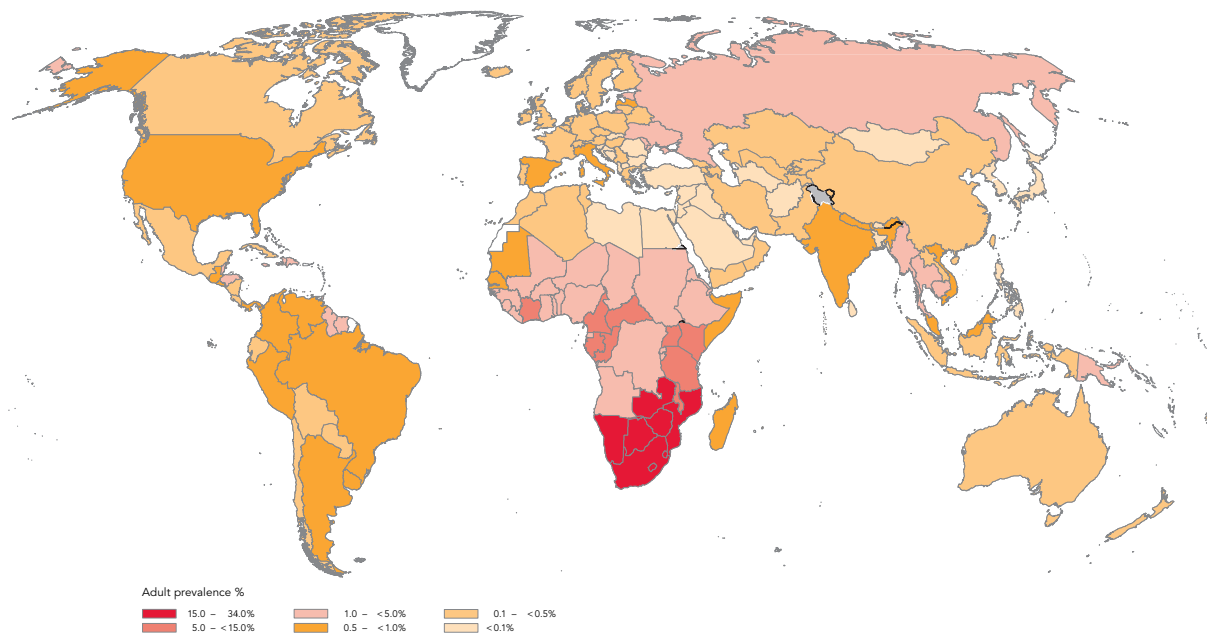 Adult prevalence %
15.0 – 34.0% 1.0 – <5.0% 0.1 – <0.5%
5.0 – <15.0% 0.5 – <1.0% <0.1%